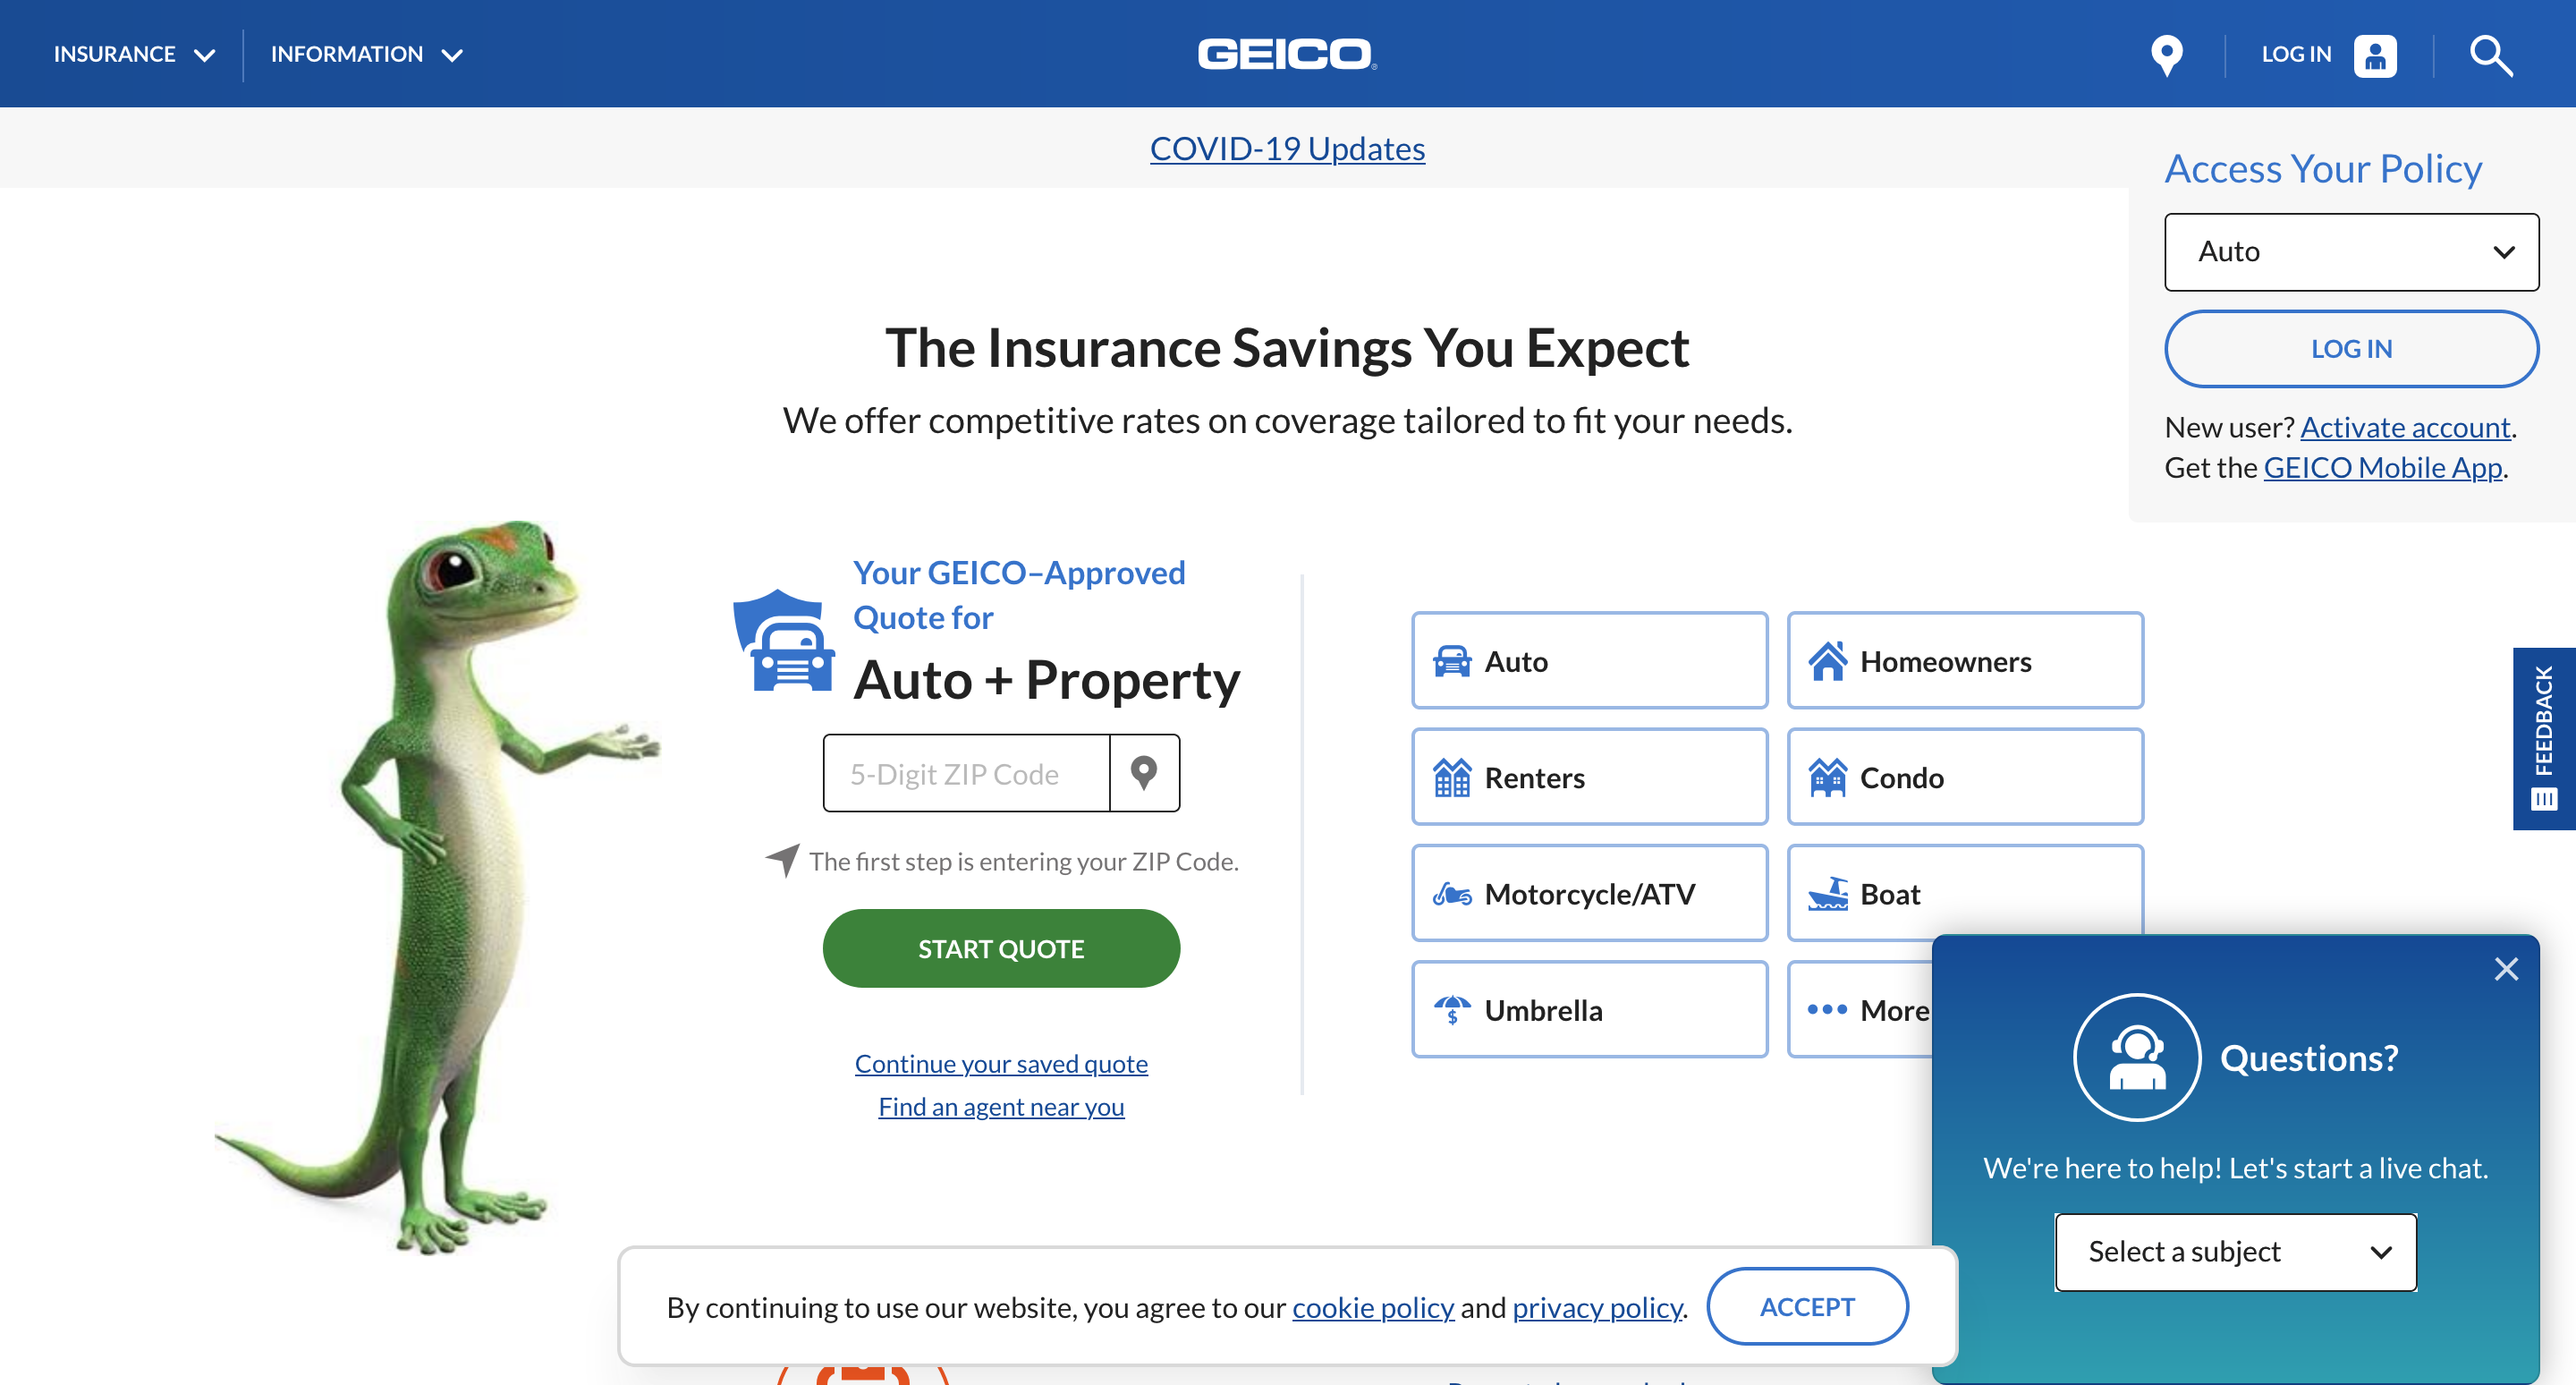 INSURANCE
INFORMATION
GEICO
LOG IN
COVID-19 Updates
Access Your Policy
Auto
LOG IN
New user? Activate account.
Get the GEICO Mobile App.
The Insurance Savings You Expect
We offer competitive rates on coverage tailored to fit your needs.
Your GEICO–Approved
Quote for
Auto + Property
5-Digit ZIP Code
The first step is entering your ZIP Code.
START QUOTE
Continue your saved quote
Find an agent near you
Auto
Homeowners
Renters
Condo
Motorcycle/ATV
Boat
Umbrella
More
FEEDBACK
Questions?
We're here to help! Let's start a live chat.
Select a subject
By continuing to use our website, you agree to our cookie policy and privacy policy.
ACCEPT